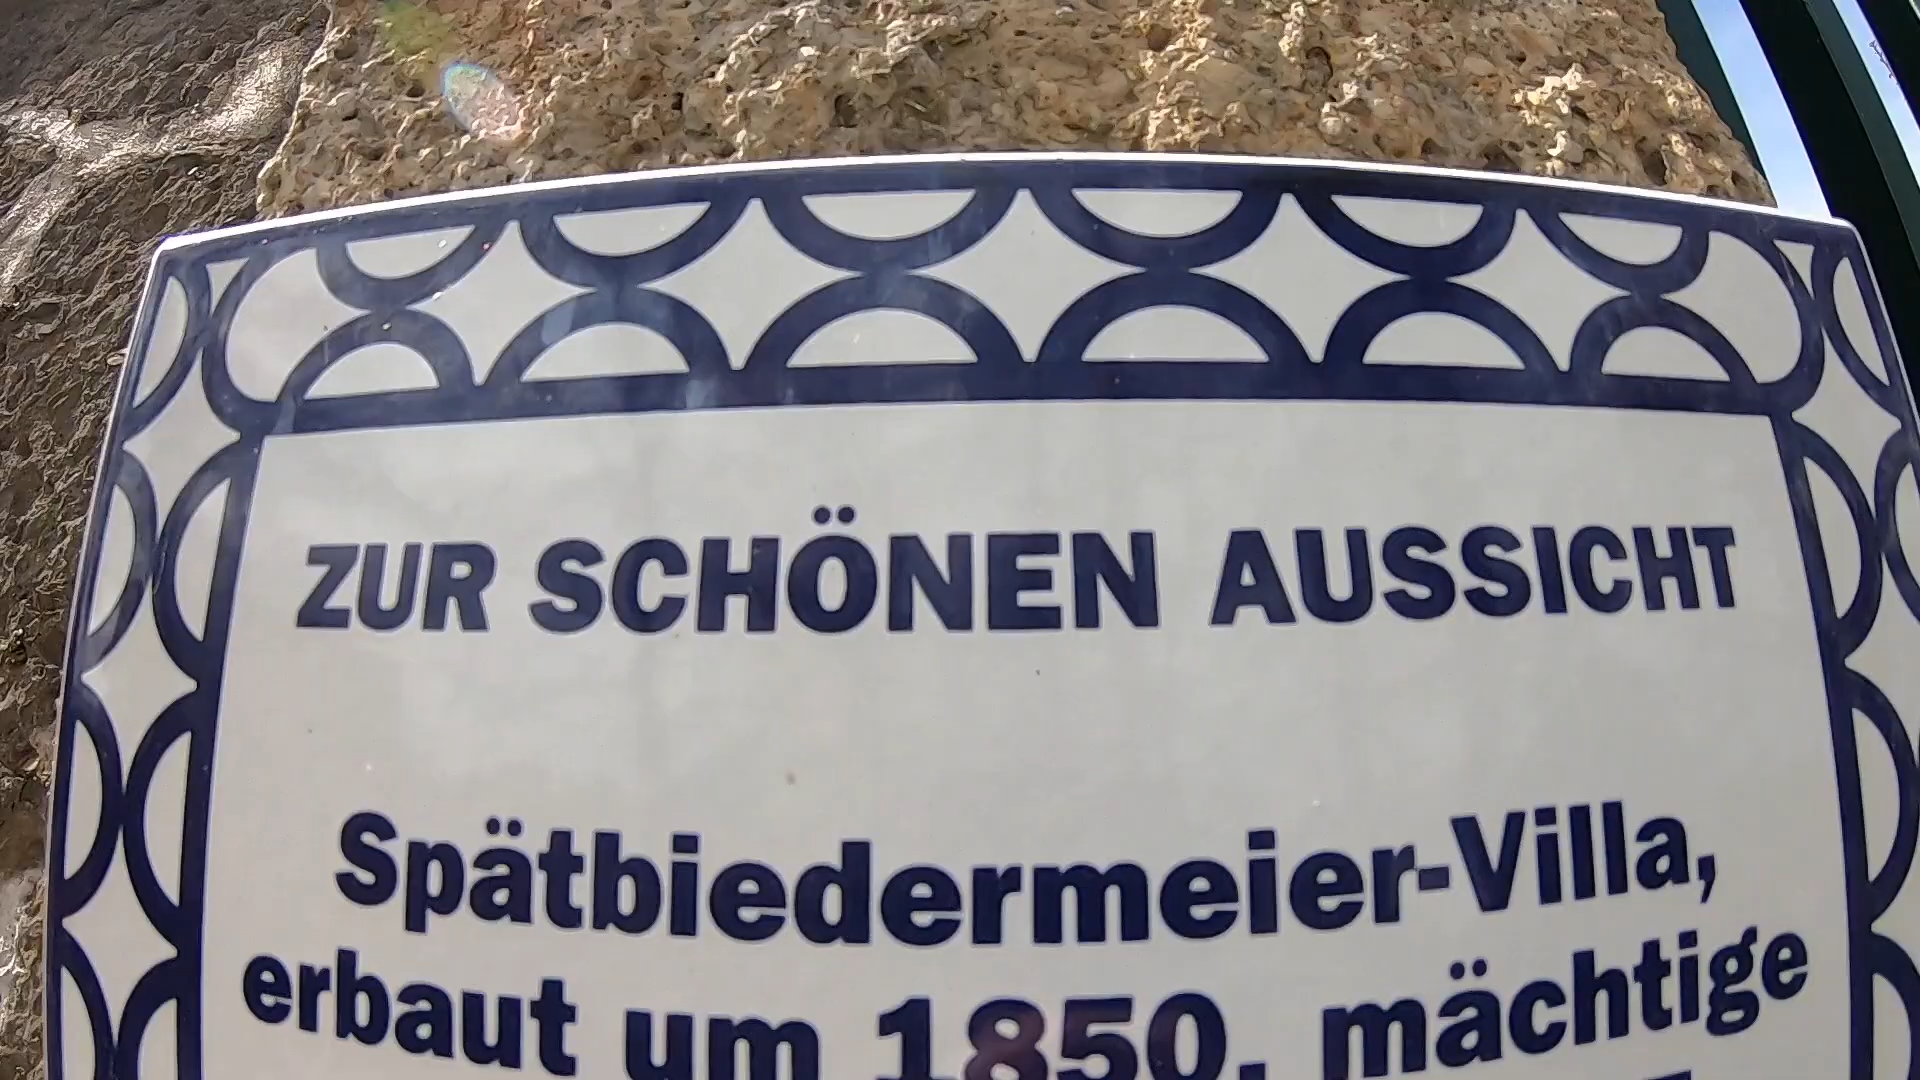 ZUR SCHÖNEN AUSSICHT
Spätbiedermeier-Villa,
erbaut um 1850, mächtige